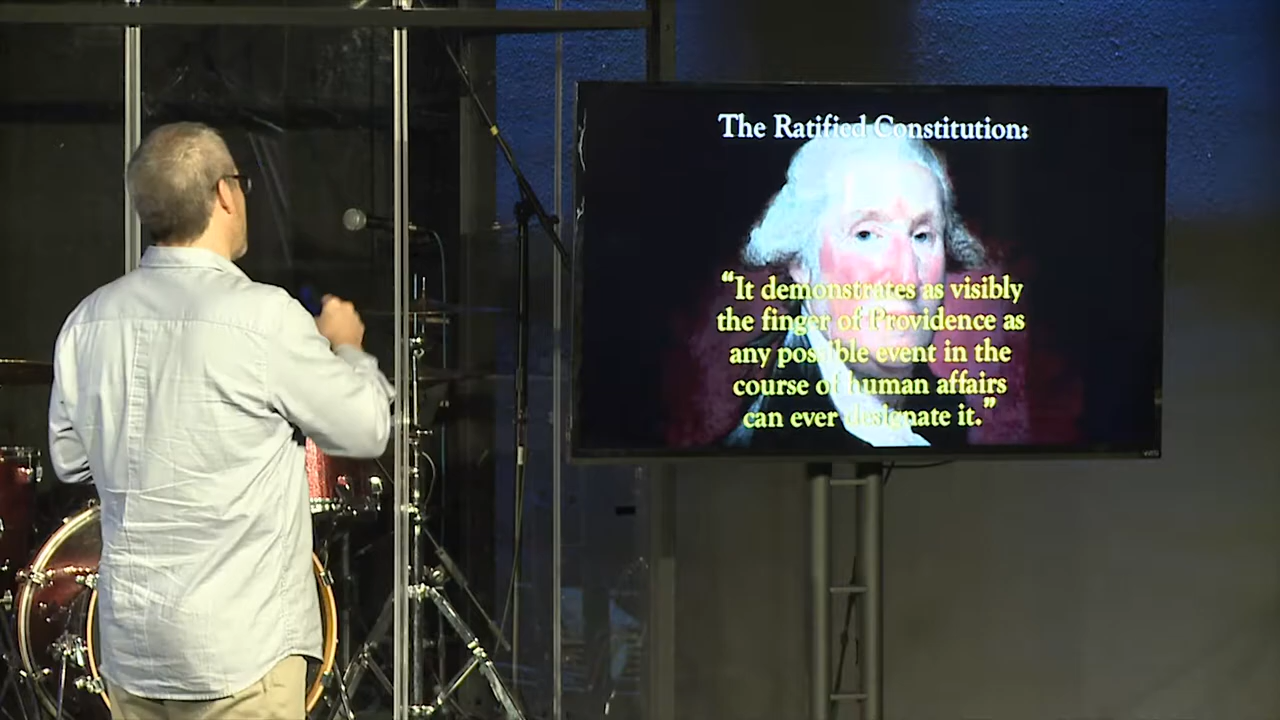 The Ratified Constitution:
“It demonstrates as visibly
the finger of Providence as
any possible event in the
course of human affairs
can ever designate it.”